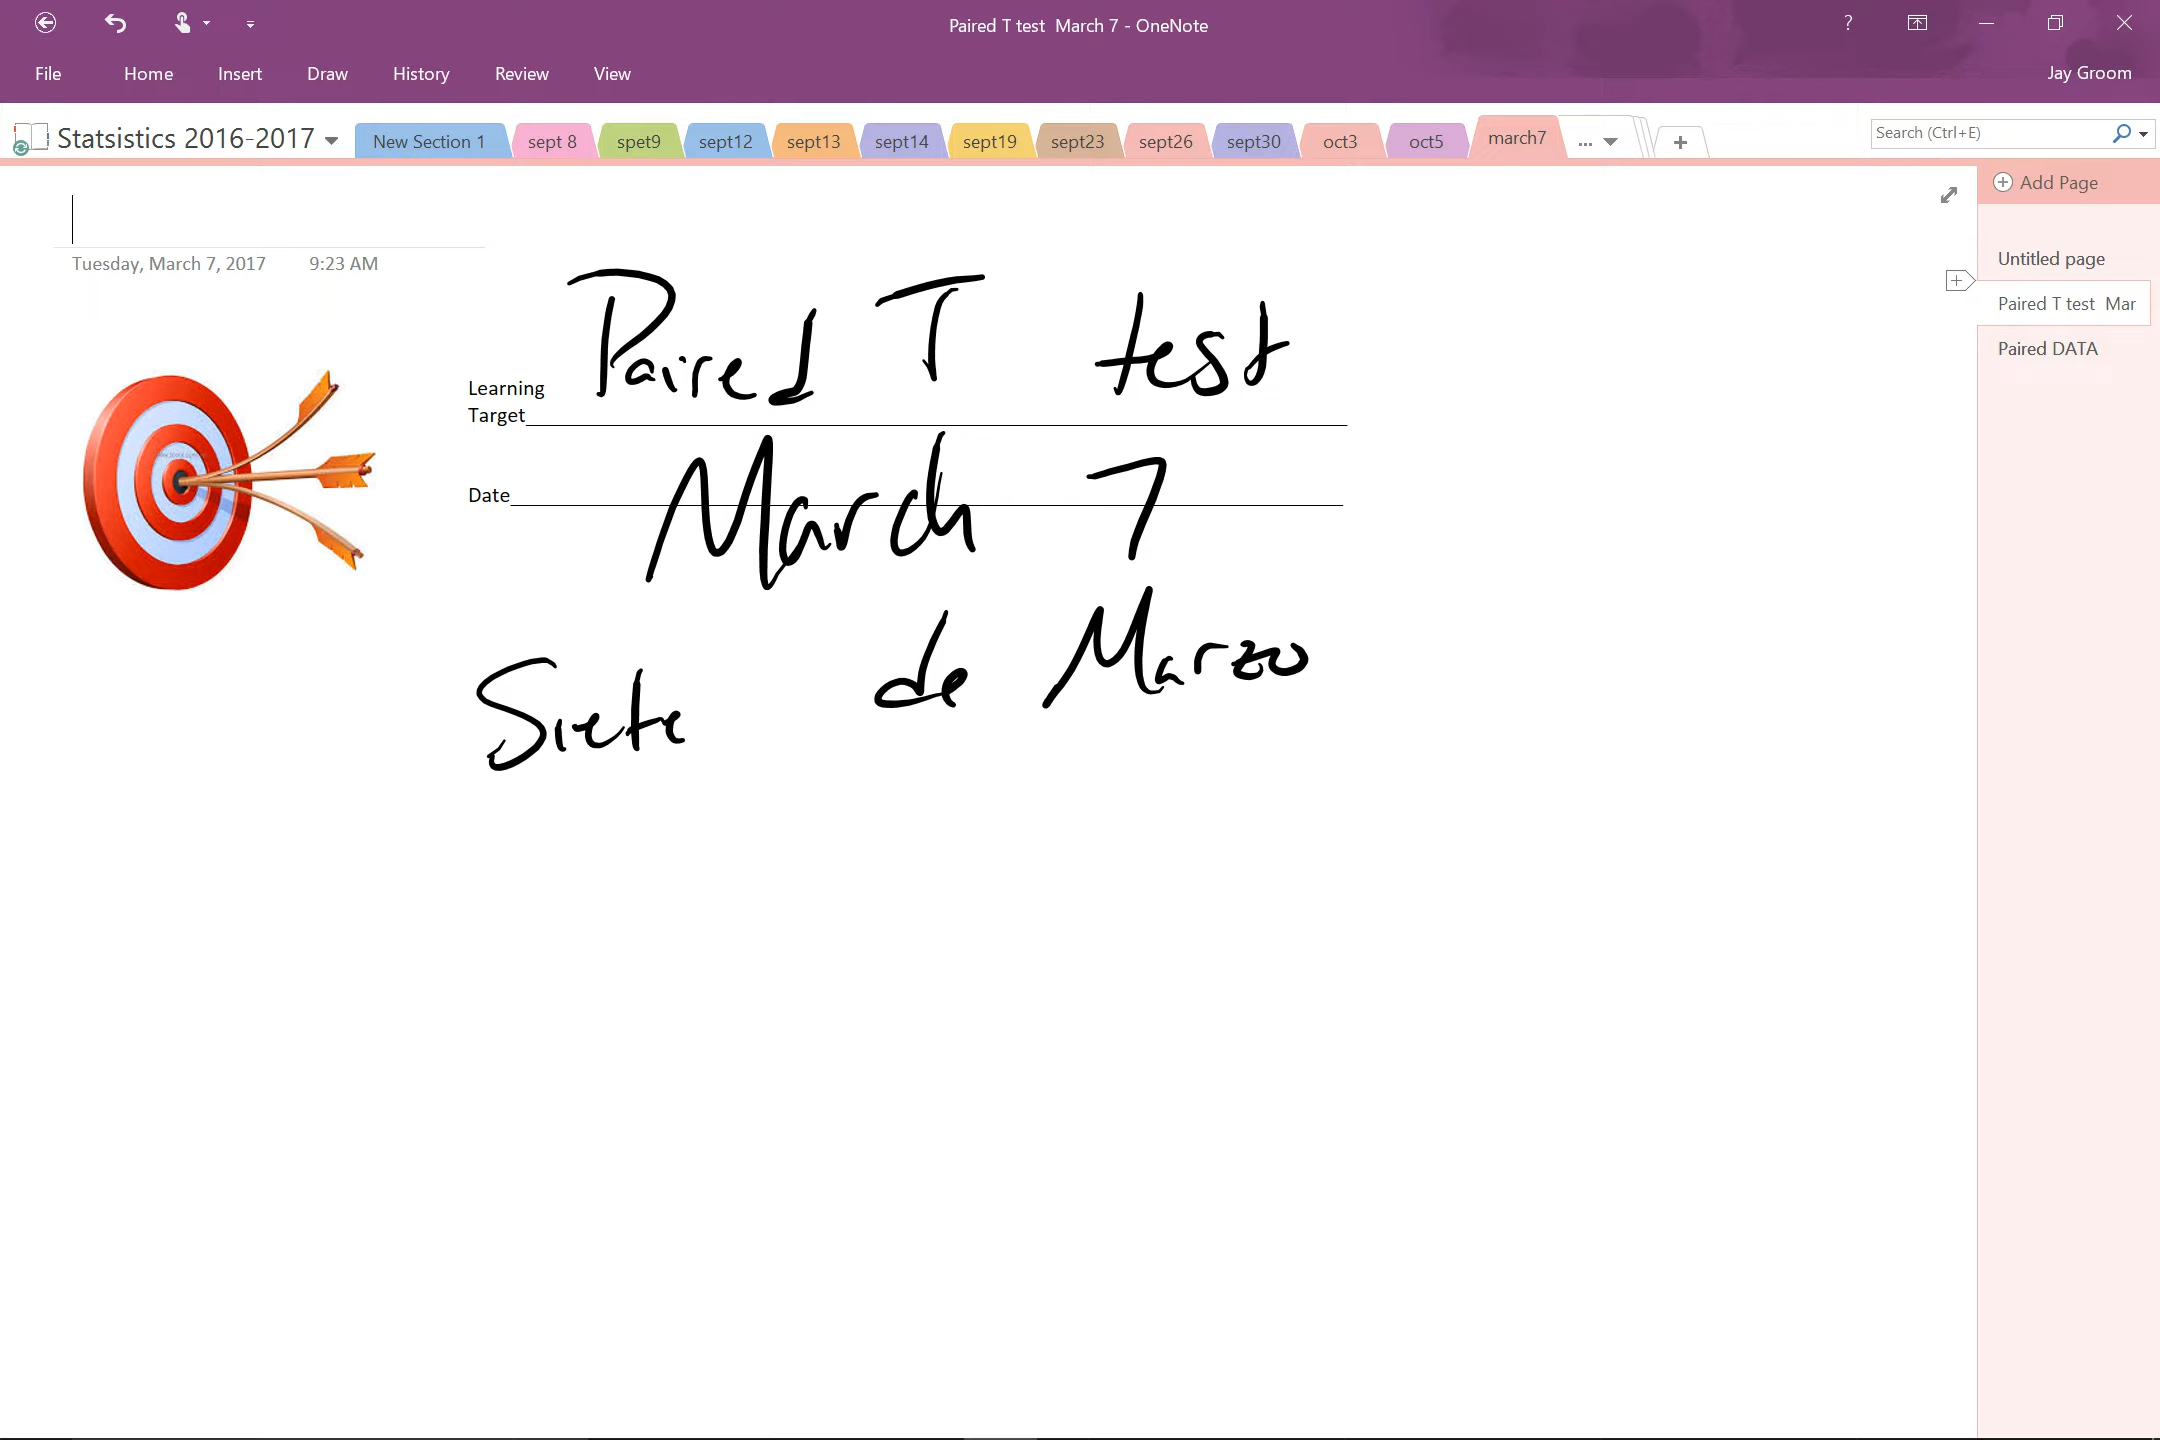 Paired T test  March 7 - OneNote
?
File Home Insert Draw History Review View
Jay Groom
Statsistics 2016-2017
New Section 1 sept 8 spet9 sept12 sept13 sept14 sept19 sept23 sept26 sept30 oct3 oct5 march7 ...
Search (Ctrl+E)
Add Page
Tuesday, March 7, 2017 9:23 AM
Untitled page
Paired T test  Mar
Paired DATA
Learning
Target Paired T test
Date March 7
Siete de Marzo